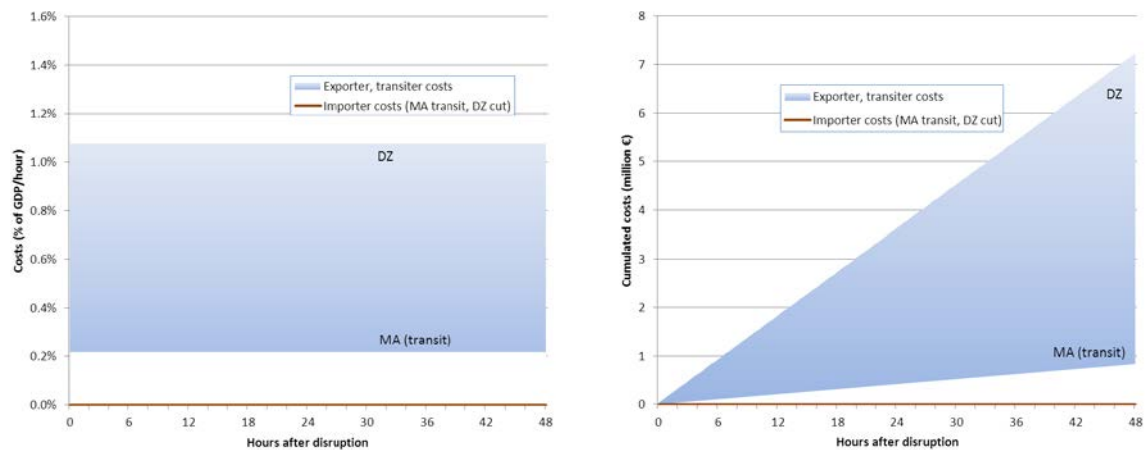 1.6%
1.4%
1.2%
1.0%
0.8%
0.6%
0.4%
0.2%
0.0%
Costs (% of GDP/hour)
Exporter, transiter costs
Importer costs (MA transit, DZ cut)
DZ
MA (transit)
0 6 12 18 24 30 36 42 48
Hours after disruption
8
7
6
5
4
3
2
1
0
Cumulated costs (million €)
Exporter, transiter costs
Importer costs (MA transit, DZ cut)
DZ
MA (transit)
0 6 12 18 24 30 36 42 48
Hours after disruption